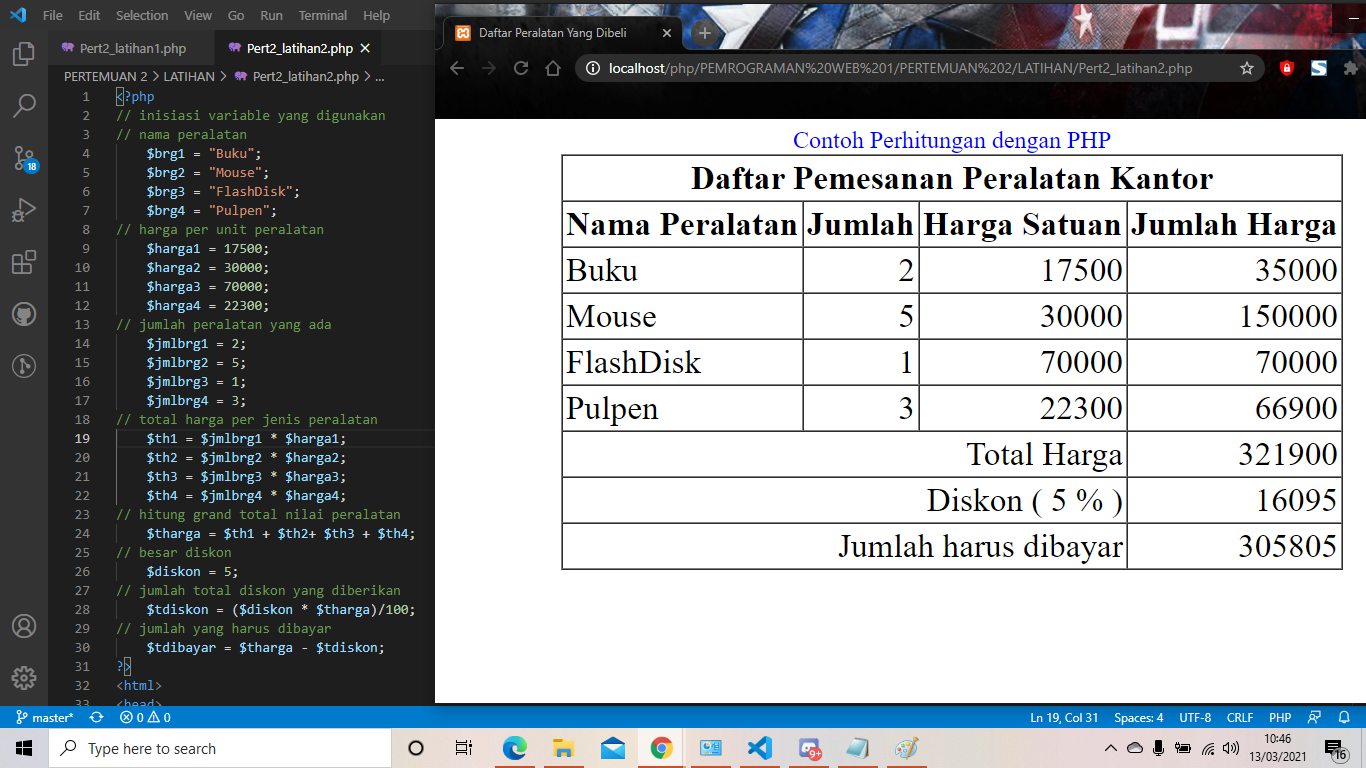 File Edit Selection View Go Run Terminal Help
Pert2_latihan1.php Pert2_latihan2.php
PERTEMUAN 2 > LATIHAN > Pert2_latihan2.php > ...
1 <?php
2 // inisiasi variable yang digunakan
3 // nama peralatan
4 $brg1 = "Buku";
5 $brg2 = "Mouse";
6 $brg3 = "FlashDisk";
7 $brg4 = "Pulpen";
8 // harga per unit peralatan
9 $harga1 = 17500;
10 $harga2 = 30000;
11 $harga3 = 70000;
12 $harga4 = 22300;
13 // jumlah peralatan yang ada
14 $jmlbrg1 = 2;
15 $jmlbrg2 = 5;
16 $jmlbrg3 = 1;
17 $jmlbrg4 = 3;
18 // total harga per jenis peralatan
19 $th1 = $jmlbrg1 * $harga1;
20 $th2 = $jmlbrg2 * $harga2;
21 $th3 = $jmlbrg3 * $harga3;
22 $th4 = $jmlbrg4 * $harga4;
23 // hitung grand total nilai peralatan
24 $tharga = $th1 + $th2+ $th3 + $th4;
25 // besar diskon
26 $diskon = 5;
27 // jumlah total diskon yang diberikan
28 $tdiskon = ($diskon * $tharga)/100;
29 // jumlah yang harus dibayar
30 $tdibayar = $tharga - $tdiskon;
31 ?>
32 <html>
33 <head>
18
Daftar Peralatan Yang Dibeli
localhost/php/PEMROGRAMAN%20WEB%201/PERTEMUAN%202/LATIHAN/Pert2_latihan2.php
Contoh Perhitungan dengan PHP
Daftar Pemesanan Peralatan Kantor
Nama Peralatan Jumlah Harga Satuan Jumlah Harga
Buku 2 17500 35000
Mouse 5 30000 150000
FlashDisk 1 70000 70000
Pulpen 3 22300 66900
Total Harga 321900
Diskon ( 5 % ) 16095
Jumlah harus dibayar 305805
master* 0 0 Ln 19, Col 31 Spaces: 4 UTF-8 CRLF PHP
Type here to search 9+ 10:46
13/03/2021 16